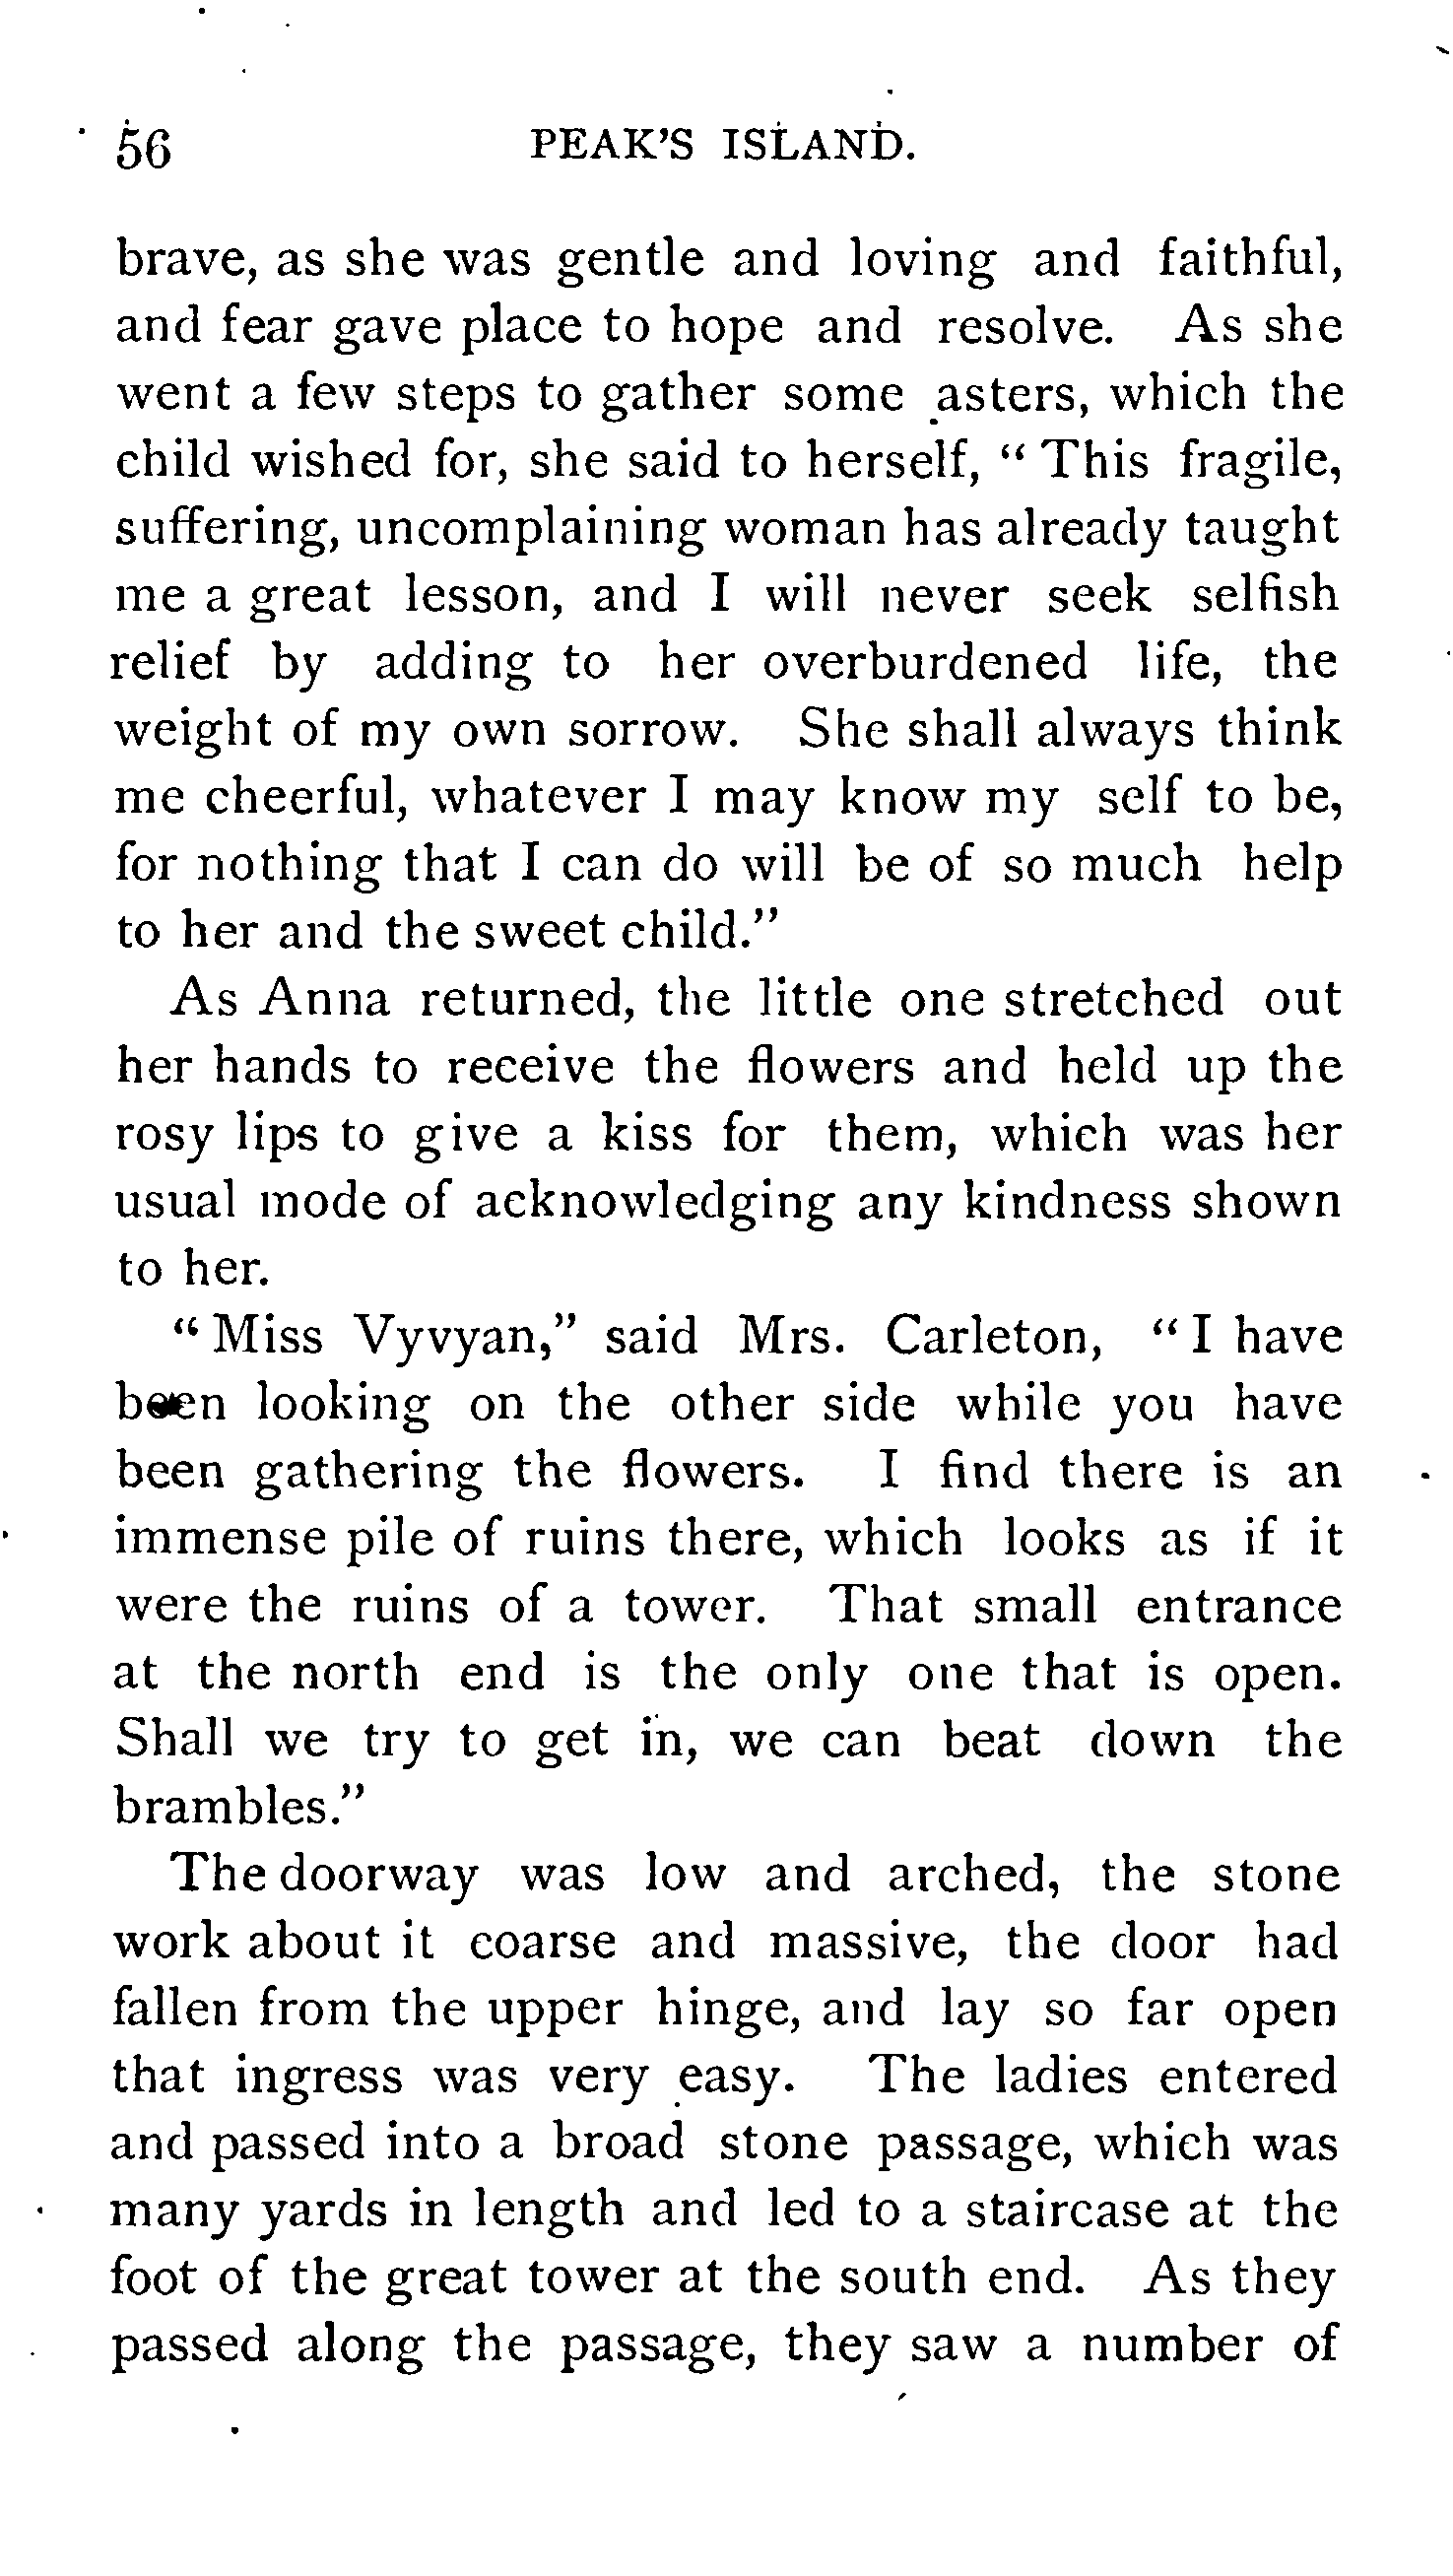 56 PEAK'S ISLAND.
brave, as she was gentle and loving and faithful,
and fear gave place to hope and resolve. As she
went a few steps to gather some asters, which the
child wished for, she said to herself, "This fragile,
suffering, uncomplaining woman has already taught
me a great lesson, and I will never seek selfish
relief by adding to her overburdened life, the
weight of my own sorrow. She shall always think
me cheerful, whatever I may know my self to be,
for nothing that I can do will be of so much help
to her and the sweet child."
As Anna returned, the little one stretched out
her hands to receive the flowers and held up the
rosy lips to give a kiss for them, which was her
usual mode of acknowledging any kindness shown
to her.
"Miss Vyvyan," said Mrs. Carleton, "I have
been looking on the other side while you have
been gathering the flowers. I find there is an
immense pile of ruins there, which looks as if it
were the ruins of a tower. That small entrance
at the north end is the only one that is open.
Shall we try to get in, we can beat down the
brambles."
The doorway was low and arched, the stone
work about it coarse and massive, the door had
fallen from the upper hinge, and lay so far open
that ingress was very easy. The ladies entered
and passed into a broad stone passage, which was
many yards in length and led to a staircase at the
foot of the great tower at the south end. As they
passed along the passage, they saw a number of